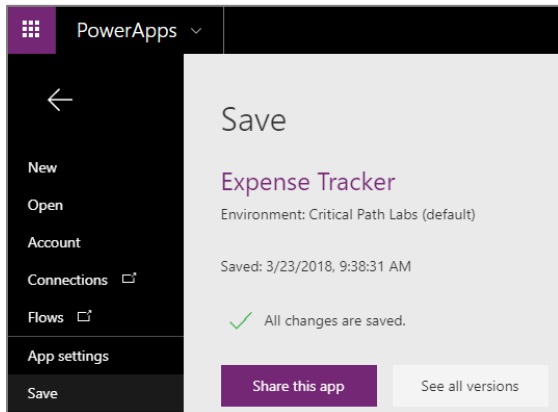 PowerApps
Save
Expense Tracker
Environment: Critical Path Labs (default)
Saved: 3/23/2018, 9:38:31 AM
All changes are saved.
Share this app
See all versions
New
Open
Account
Connections
Flows
App settings
Save